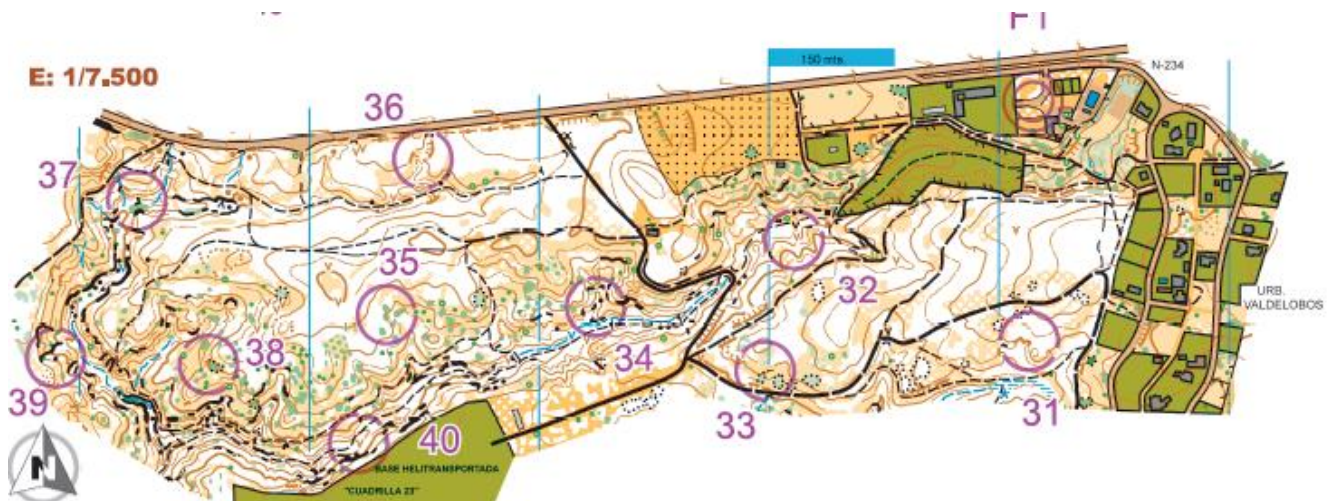 F1
E: 1/7.500
150 mts
N-234
36
37
35
32
URB.
VALDELOBOS
38
34
39
33
31
40
BASE HELITRANSPORTADA
"CUADRILLA 23"
N